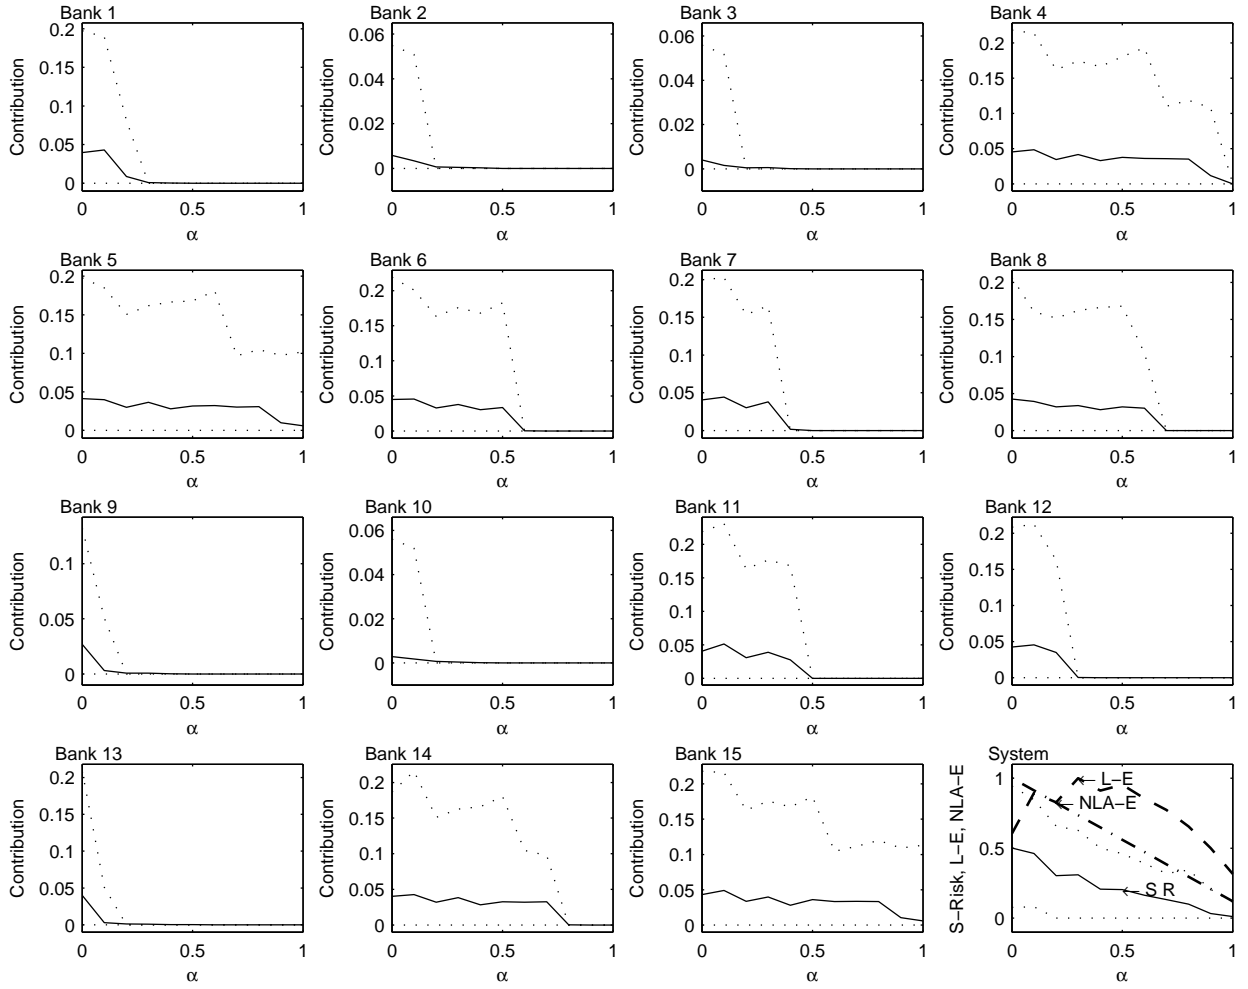 Bank 1
Contribution
0.2
0.15
0.1
0.05
0
0 0.5 1
α
Bank 2
Contribution
0.06
0.04
0.02
0
0 0.5 1
α
Bank 3
Contribution
0.06
0.04
0.02
0
0 0.5 1
α
Bank 4
Contribution
0.2
0.15
0.1
0.05
0
0 0.5 1
α
Bank 5
Contribution
0.2
0.15
0.1
0.05
0
0 0.5 1
α
Bank 6
Contribution
0.2
0.15
0.1
0.05
0
0 0.5 1
α
Bank 7
Contribution
0.2
0.15
0.1
0.05
0
0 0.5 1
α
Bank 8
Contribution
0.2
0.15
0.1
0.05
0
0 0.5 1
α
Bank 9
Contribution
0.1
0.05
0
0 0.5 1
α
Bank 10
Contribution
0.06
0.04
0.02
0
0 0.5 1
α
Bank 11
Contribution
0.2
0.15
0.1
0.05
0
0 0.5 1
α
Bank 12
Contribution
0.2
0.15
0.1
0.05
0
0 0.5 1
α
Bank 13
Contribution
0.2
0.15
0.1
0.05
0
0 0.5 1
α
Bank 14
Contribution
0.2
0.15
0.1
0.05
0
0 0.5 1
α
Bank 15
Contribution
0.2
0.15
0.1
0.05
0
0 0.5 1
α
System
S−Risk, L−E, NLA−E
1
0.5
0
← L−E
← NLA−E
← S R
0 0.5 1
α